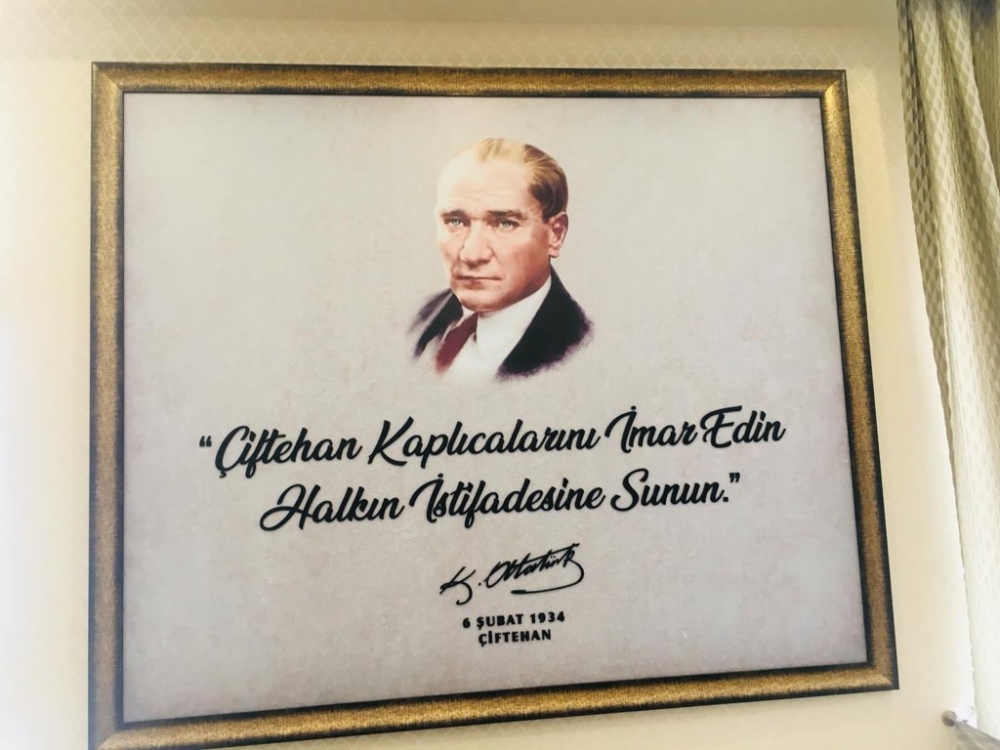 “Çiftehan Kaplıcalarını İmar Edin
Halkın İstifadesine Sunun.”
K. Atatürk
6 ŞUBAT 1934
ÇİFTEHAN